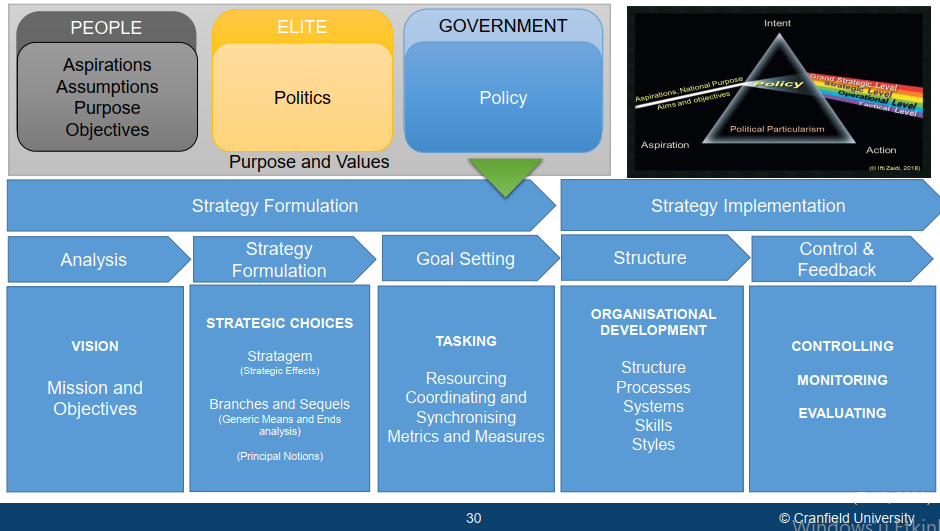 PEOPLE
Aspirations
Assumptions
Purpose
Objectives
ELITE
Politics
GOVERNMENT
Policy
Purpose and Values
Intent
Aspirations, National Purpose
Aims and objectives
Policy
Grand Strategic Level
Strategic Level
Operational Level
Tactical Level
Political Particularism
Aspiration
Action
(© Ifti Zaidi, 2018)
Strategy Formulation
Strategy Implementation
Analysis
Strategy
Formulation
Goal Setting
Structure
Control &
Feedback
VISION
Mission and
Objectives
STRATEGIC CHOICES
Stratagem
(Strategic Effects)
Branches and Sequels
(Generic Means and Ends
analysis)
(Principal Notions)
TASKING
Resourcing
Coordinating and
Synchronising
Metrics and Measures
ORGANISATIONAL
DEVELOPMENT
Structure
Processes
Systems
Skills
Styles
CONTROLLING
MONITORING
EVALUATING
30
© Cranfield University
Windows'u Etkinl